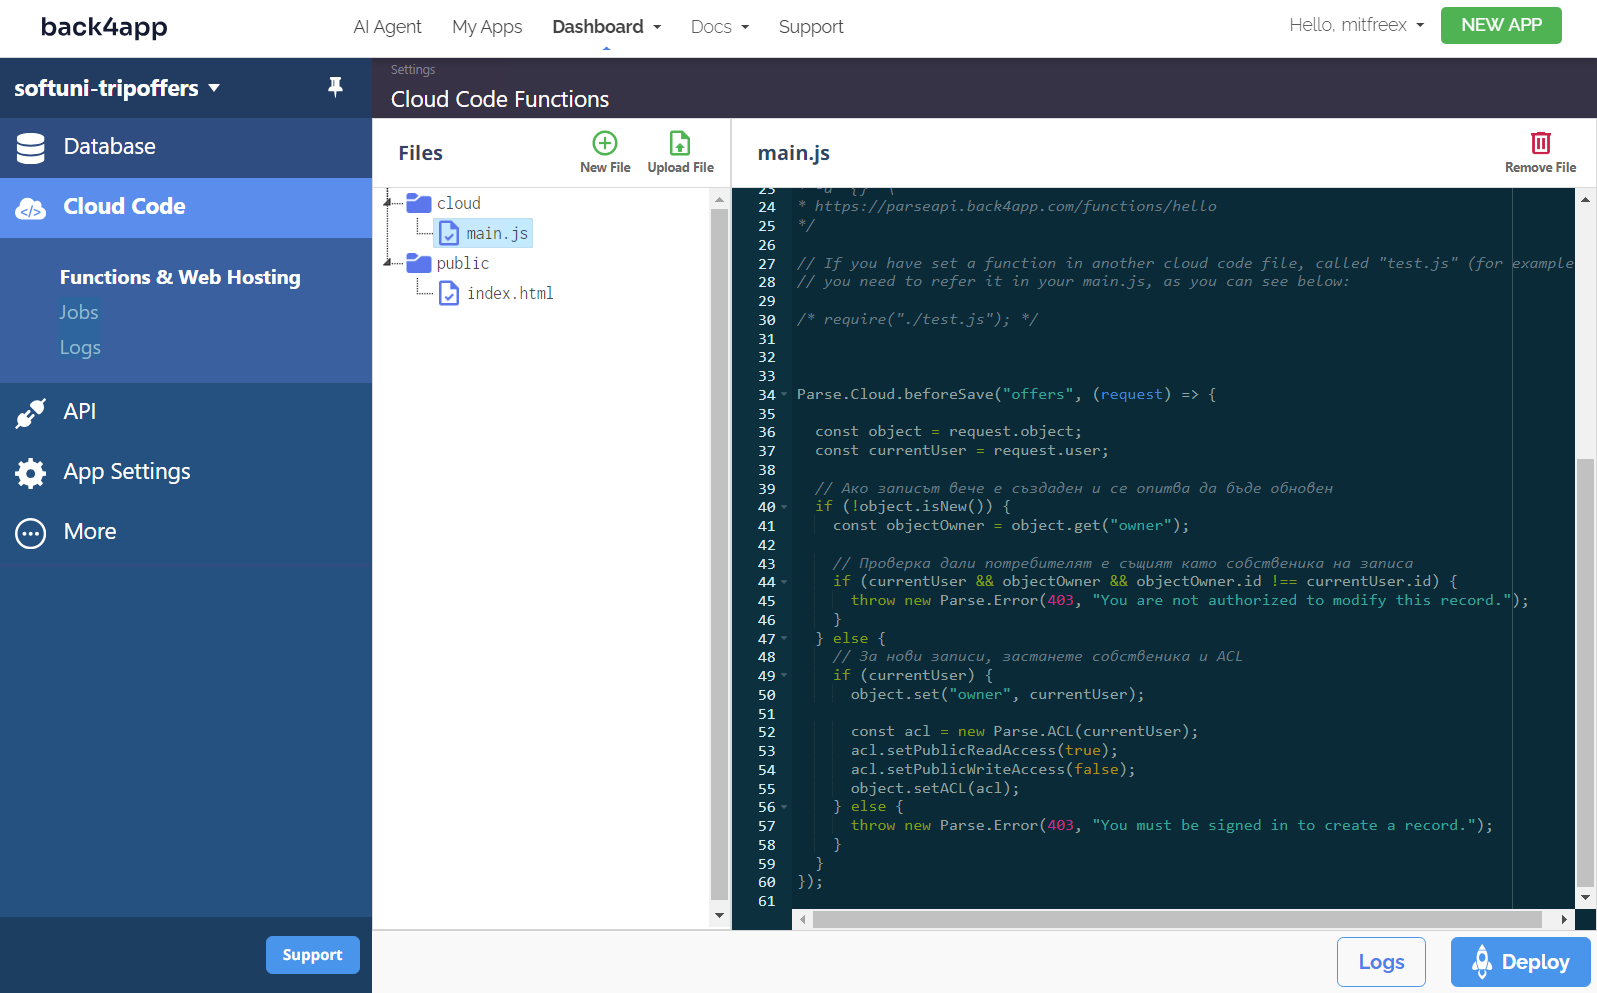 back4app
AI Agent
My Apps
Dashboard
Docs
Support
Hello, mitfreex
NEW APP
softuni-tripoffers
Database
Cloud Code
Functions & Web Hosting
Jobs
Logs
API
App Settings
More
Support
Settings
Cloud Code Functions
Files
New File
Upload File
cloud
main.js
public
index.html
main.js
Remove File
24 * https://parseapi.back4app.com/functions/hello
25 */
26
27 // If you have set a function in another cloud code file, called "test.js" (for example
28 // you need to refer it in your main.js, as you can see below:
29
30 /* require("./test.js"); */
31
32
33
34 Parse.Cloud.beforeSave("offers", (request) => {
35
36 const object = request.object;
37 const currentUser = request.user;
38
39 // Ако записът вече е създаден и се опитва да бъде обновен
40 if (!object.isNew()) {
41 const objectOwner = object.get("owner");
42
43 // Проверка дали потребителят е същият като собственика на записа
44 if (currentUser && objectOwner && objectOwner.id !== currentUser.id) {
45 throw new Parse.Error(403, "You are not authorized to modify this record.");
46 }
47 } else {
48 // За нови записи, застанете собственика и ACL
49 if (currentUser) {
50 object.set("owner", currentUser);
51
52 const acl = new Parse.ACL(currentUser);
53 acl.setPublicReadAccess(true);
54 acl.setPublicWriteAccess(false);
55 object.setACL(acl);
56 } else {
57 throw new Parse.Error(403, "You must be signed in to create a record.");
58 }
59 }
60 });
61
Logs
Deploy